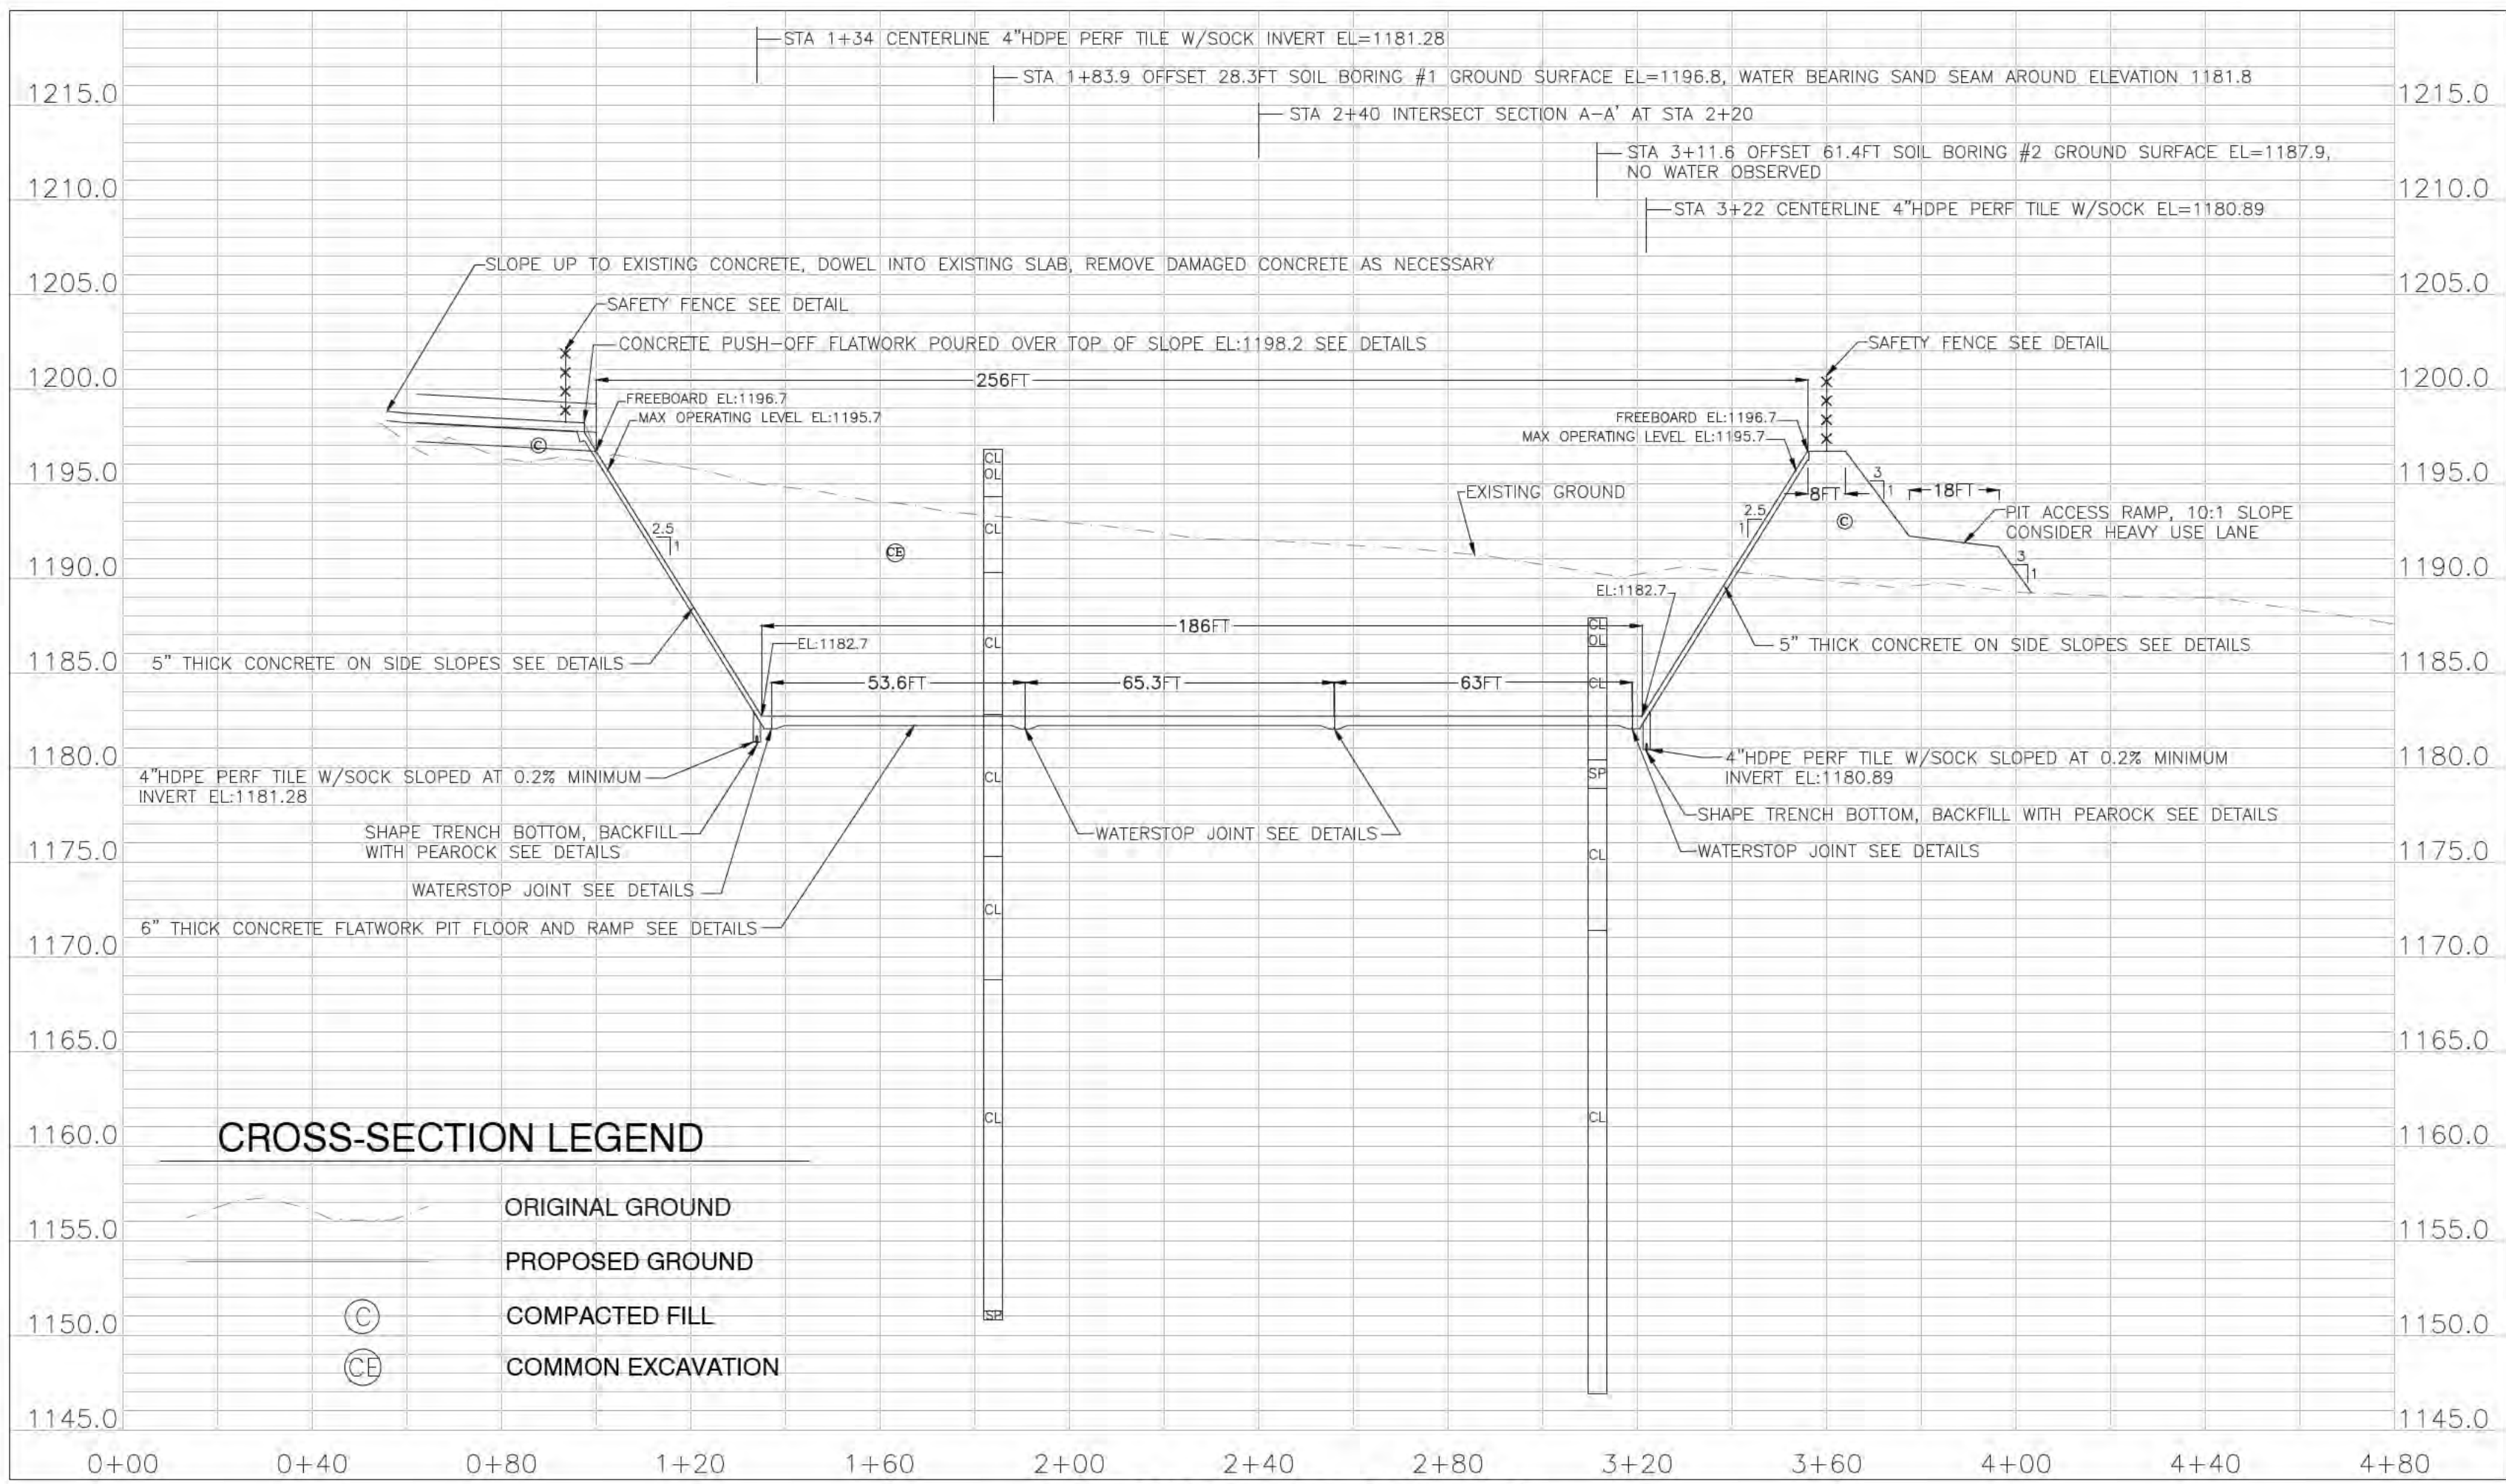 STA 1+34 CENTERLINE 4"HDPE PERF TILE W/SOCK INVERT EL=1181.28
STA 1+83.9 OFFSET 28.3FT SOIL BORING #1 GROUND SURFACE EL=1196.8, WATER BEARING SAND SEAM AROUND ELEVATION 1181.8
1215.0
1215.0
STA 2+40 INTERSECT SECTION A-A' AT STA 2+20
STA 3+11.6 OFFSET 61.4FT SOIL BORING #2 GROUND SURFACE EL=1187.9,
NO WATER OBSERVED
1210.0
1210.0
STA 3+22 CENTERLINE 4"HDPE PERF TILE W/SOCK EL=1180.89
SLOPE UP TO EXISTING CONCRETE, DOWEL INTO EXISTING SLAB, REMOVE DAMAGED CONCRETE AS NECESSARY
1205.0
1205.0
SAFETY FENCE SEE DETAIL
CONCRETE PUSH-OFF FLATWORK POURED OVER TOP OF SLOPE EL:1198.2 SEE DETAILS
SAFETY FENCE SEE DETAIL
1200.0
256FT
1200.0
FREEBOARD EL:1196.7
MAX OPERATING LEVEL EL:1195.7
FREEBOARD EL:1196.7
MAX OPERATING LEVEL EL:1195.7
C
CL
OL
1195.0
1195.0
3
1
8FT
18FT
EXISTING GROUND
PIT ACCESS RAMP, 10:1 SLOPE
CONSIDER HEAVY USE LANE
2.5
1
CL
2.5
1
C
CE
1190.0
1190.0
3
1
EL:1182.7
186FT
CL
OL
EL:1182.7
CL
5" THICK CONCRETE ON SIDE SLOPES SEE DETAILS
5" THICK CONCRETE ON SIDE SLOPES SEE DETAILS
1185.0
1185.0
53.6FT
65.3FT
63FT
CL
1180.0
1180.0
4"HDPE PERF TILE W/SOCK SLOPED AT 0.2% MINIMUM
INVERT EL:1181.28
CL
SP
4"HDPE PERF TILE W/SOCK SLOPED AT 0.2% MINIMUM
INVERT EL:1180.89
SHAPE TRENCH BOTTOM, BACKFILL
WITH PEAROCK SEE DETAILS
WATERSTOP JOINT SEE DETAILS
SHAPE TRENCH BOTTOM, BACKFILL WITH PEAROCK SEE DETAILS
1175.0
CL
WATERSTOP JOINT SEE DETAILS
1175.0
WATERSTOP JOINT SEE DETAILS
CL
6" THICK CONCRETE FLATWORK PIT FLOOR AND RAMP SEE DETAILS
1170.0
1170.0
1165.0
1165.0
CL
CL
1160.0
1160.0
CROSS-SECTION LEGEND
ORIGINAL GROUND
1155.0
1155.0
PROPOSED GROUND
C
COMPACTED FILL
SP
1150.0
1150.0
CE
COMMON EXCAVATION
1145.0
1145.0
0+00 0+40 0+80 1+20 1+60 2+00 2+40 2+80 3+20 3+60 4+00 4+40 4+80